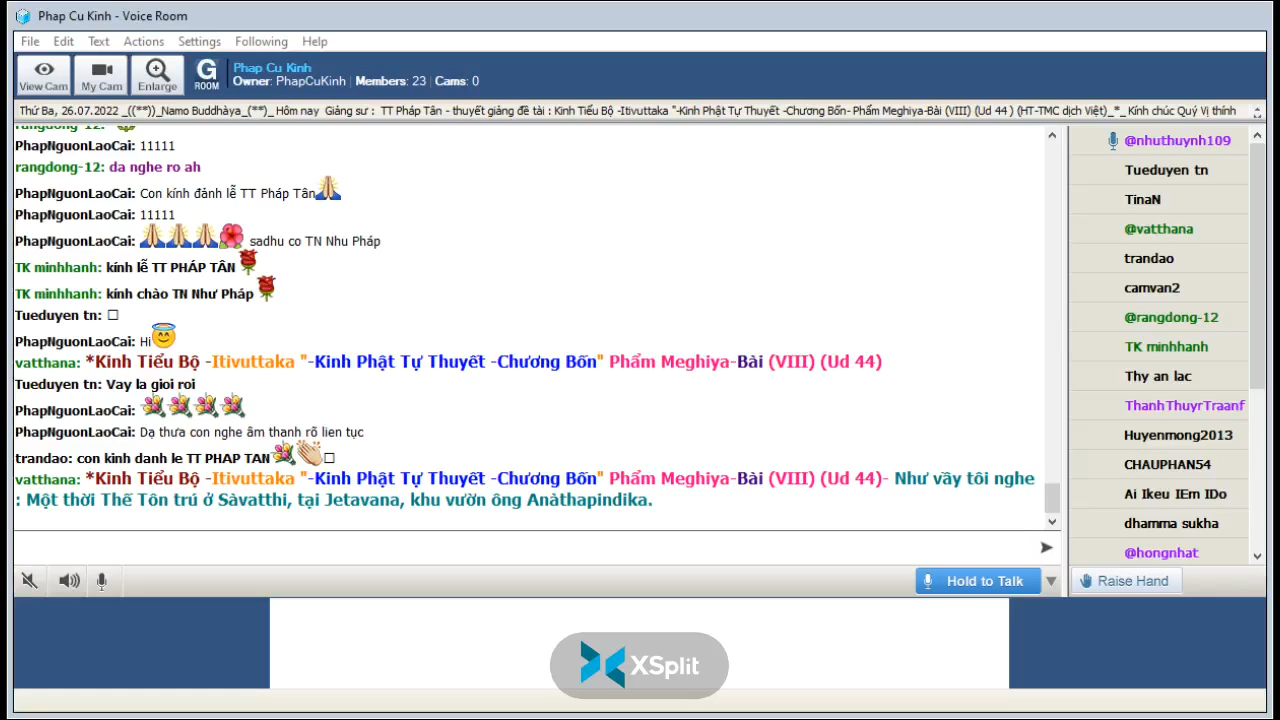 Phap Cu Kinh - Voice Room
File Edit Text Actions Settings Following Help
View Cam
My Cam
Enlarge
G ROOM
Phap Cu Kinh
Owner: PhapCuKinh | Members: 23 | Cams: 0
Thứ Ba, 26.07.2022 _((**))_Namo Buddhàya_(**)_ Hôm nay Giảng sư : TT Pháp Tân - thuyết giảng đề tài : Kinh Tiểu Bộ -Itivuttaka "-Kinh Phật Tự Thuyết -Chương Bốn- Phẩm Meghiya-Bài (VIII) (Ud 44 ) (HT-TMC dịch Việt)_*_ Kính chúc Quý Vị thính
rangdong-12:
PhapNguonLaoCai: 11111
rangdong-12: da nghe ro ah
PhapNguonLaoCai: Con kính đảnh lễ TT Pháp Tân
PhapNguonLaoCai: 11111
PhapNguonLaoCai: sadhu co TN Nhu Pháp
TK minhhanh: kính lễ TT PHÁP TÂN
TK minhhanh: kính chào TN Như Pháp
Tueduyen tn:
PhapNguonLaoCai: Hi
vatthana: *Kinh Tiểu Bộ -Itivuttaka "-Kinh Phật Tự Thuyết -Chương Bốn" Phẩm Meghiya-Bài (VIII) (Ud 44)
Tueduyen tn: Vay la gioi roi
PhapNguonLaoCai:
PhapNguonLaoCai: Dạ thưa con nghe âm thanh rõ lien tục
trandao: con kinh danh le TT PHAP TAN
vatthana: *Kinh Tiểu Bộ -Itivuttaka "-Kinh Phật Tự Thuyết -Chương Bốn" Phẩm Meghiya-Bài (VIII) (Ud 44)- Như vầy tôi nghe
: Một thời Thế Tôn trú ở Sàvatthi, tại Jetavana, khu vườn ông Anàthapindika.
@nhuthuynh109
Tueduyen tn
TinaN
@vatthana
trandao
camvan2
@rangdong-12
TK minhhanh
Thy an lac
ThanhThuyrTraanf
Huyenmong2013
CHAUPHAN54
Ai Ikeu IEm IDo
dhamma sukha
@hongnhat
Hold to Talk
Raise Hand
XSplit